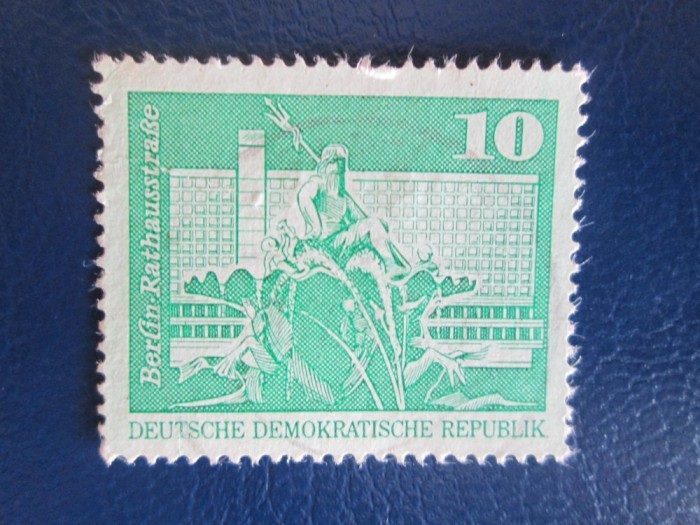 10
Berlin·Rathausstraße
DEUTSCHE DEMOKRATISCHE REPUBLIK